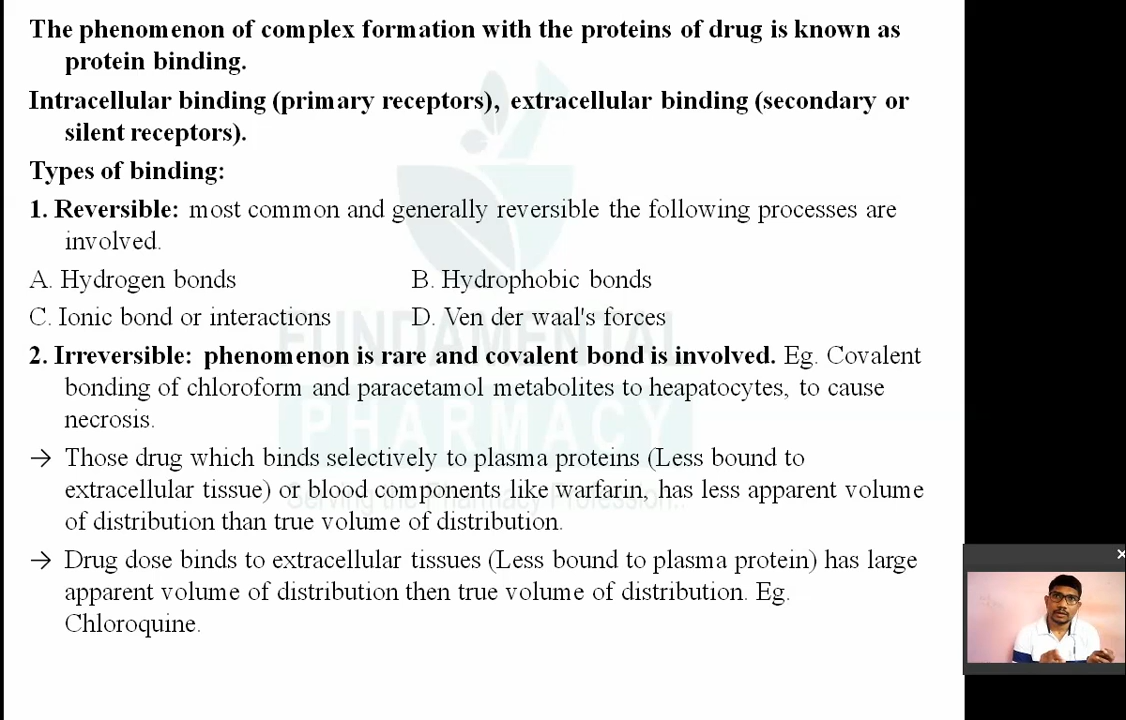 The phenomenon of complex formation with the proteins of drug is known as
protein binding.
Intracellular binding (primary receptors), extracellular binding (secondary or
silent receptors).
Types of binding:
1. Reversible: most common and generally reversible the following processes are
involved.
A. Hydrogen bonds B. Hydrophobic bonds
C. Ionic bond or interactions D. Ven der waal's forces
2. Irreversible: phenomenon is rare and covalent bond is involved. Eg. Covalent
bonding of chloroform and paracetamol metabolites to heapatocytes, to cause
necrosis.
→ Those drug which binds selectively to plasma proteins (Less bound to
extracellular tissue) or blood components like warfarin, has less apparent volume
of distribution than true volume of distribution.
→ Drug dose binds to extracellular tissues (Less bound to plasma protein) has large
apparent volume of distribution then true volume of distribution. Eg.
Chloroquine.
FUNDAMENTAL
PHARMACY
Serving the Pharmacy Profession..